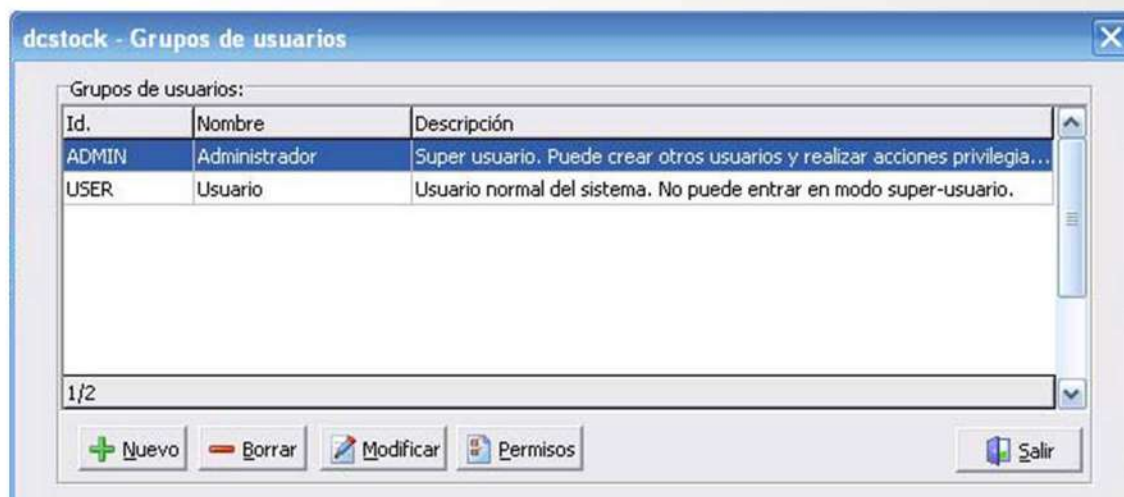 dcstock - Grupos de usuarios
Grupos de usuarios:
Id. Nombre Descripción
ADMIN Administrador Super usuario. Puede crear otros usuarios y realizar acciones privilegia...
USER Usuario Usuario normal del sistema. No puede entrar en modo super-usuario.
1/2
Nuevo Borrar Modificar Permisos Salir